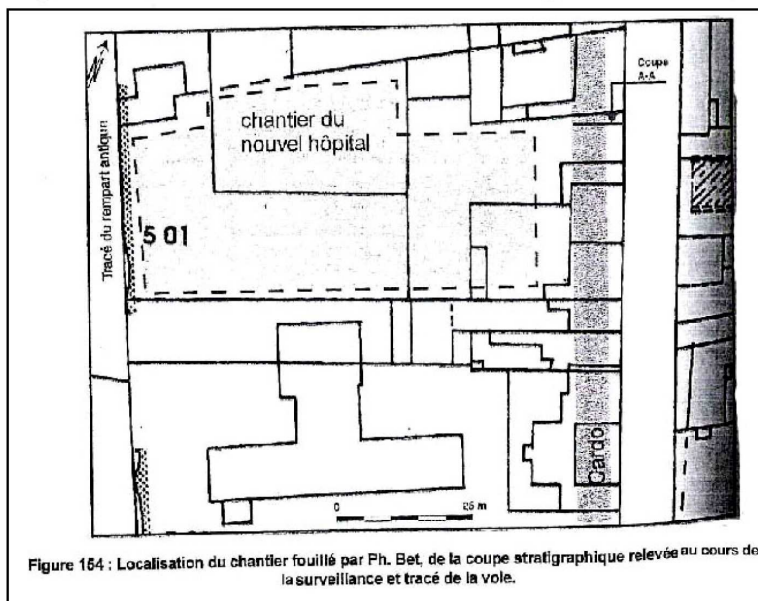 N
Coupe
A-A
chantier du
nouvel hôpital
Tracé du rempart antique
5 01
Cardo
0 25 m
Figure 154 : Localisation du chantier fouillé par Ph. Bet, de la coupe stratigraphique relevée au cours de
la surveillance et tracé de la voie.